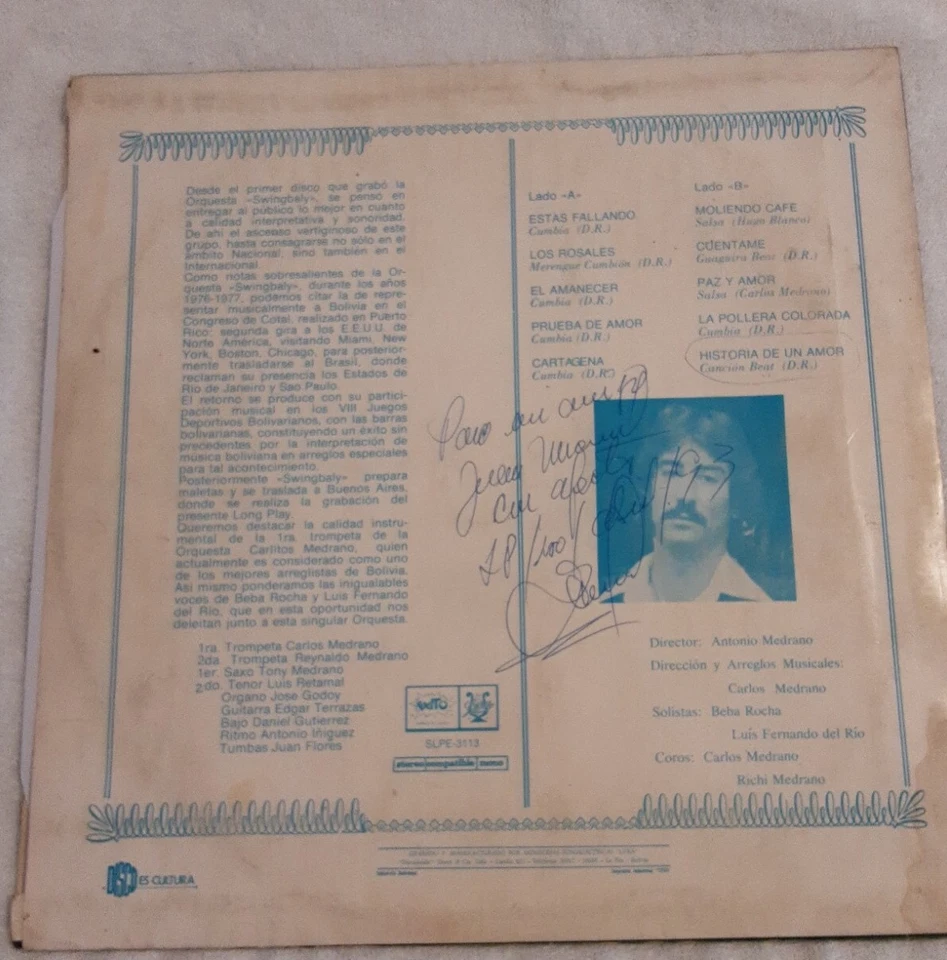 Desde el primer disco que grabó la
Orquesta «Swingbaly», se pensó en
entregar al público lo mejor en cuanto
a calidad interpretativa y sonoridad.
De ahí el ascenso vertiginoso de este
grupo, hasta consagrarse no sólo en el
ámbito Nacional, sino también en el
Internacional.
Como notas sobresalientes de la Or-
questa «Swingbaly», durante los años
1976-1977, podemos citar la de repre-
sentar musicalmente a Bolivia en el
Congreso de Cotal, realizado en Puerto
Rico; segunda gira a los E.E.U.U. de
Norte América, visitando Miami, New
York, Boston, Chicago, para posterior-
mente trasladarse al Brasil, donde
reclaman su presencia los Estados de
Río de Janeiro y Sao Paulo.
El retorno se produce con su partici-
pación musical en los VIII Juegos
Deportivos Bolivarianos, con las barras
bolivarianas, constituyendo un éxito sin
precedentes por la interpretación de
música boliviana en arreglos especiales
para tal acontecimiento.
Posteriormente «Swingbaly» prepara
maletas y se traslada a Buenos Aires,
donde se realiza la grabación del
presente Long Play.
Queremos destacar la calidad instru-
mental de la 1ra. trompeta de la
Orquesta Carlitos Medrano, quien
actualmente es considerado como uno
de los mejores arreglistas de Bolivia.
Así mismo ponderamos las inigualables
voces de Beba Rocha y Luis Fernando
del Río, que en esta oportunidad nos
deleitan junto a esta singular Orquesta.
1ra. Trompeta Carlos Medrano
2da. Trompeta Reynaldo Medrano
1er. Saxo Tony Medrano
2do. Tenor Luis Retamal
Organo Jose Godoy
Guitarra Edgar Terrazas
Bajo Daniel Gutierrez
Ritmo Antonio Iñiguez
Tumbas Juan Flores
Lado «A»
ESTAS FALLANDO
Cumbia (D.R.)
LOS ROSALES
Merengue Cumbión (D.R.)
EL AMANECER
Cumbia (D.R.)
PRUEBA DE AMOR
Cumbia (D.R.)
CARTAGENA
Cumbia (D.R.)
Lado «B»
MOLIENDO CAFE
Salsa (Hugo Blanco)
CUENTAME
Guaguira Beat (D.R.)
PAZ Y AMOR
Salsa (Carlos Medrano)
LA POLLERA COLORADA
Cumbia (D.R.)
HISTORIA DE UN AMOR
Canción Beat (D.R.)
Para mi amigo
Juan
con
18/
/93
Director: Antonio Medrano
Dirección y Arreglos Musicales:
Carlos Medrano
Solistas: Beba Rocha
Luis Fernando del Río
Coros: Carlos Medrano
Richi Medrano
SLPE-3113
stereo compatible mono
ES CULTURA